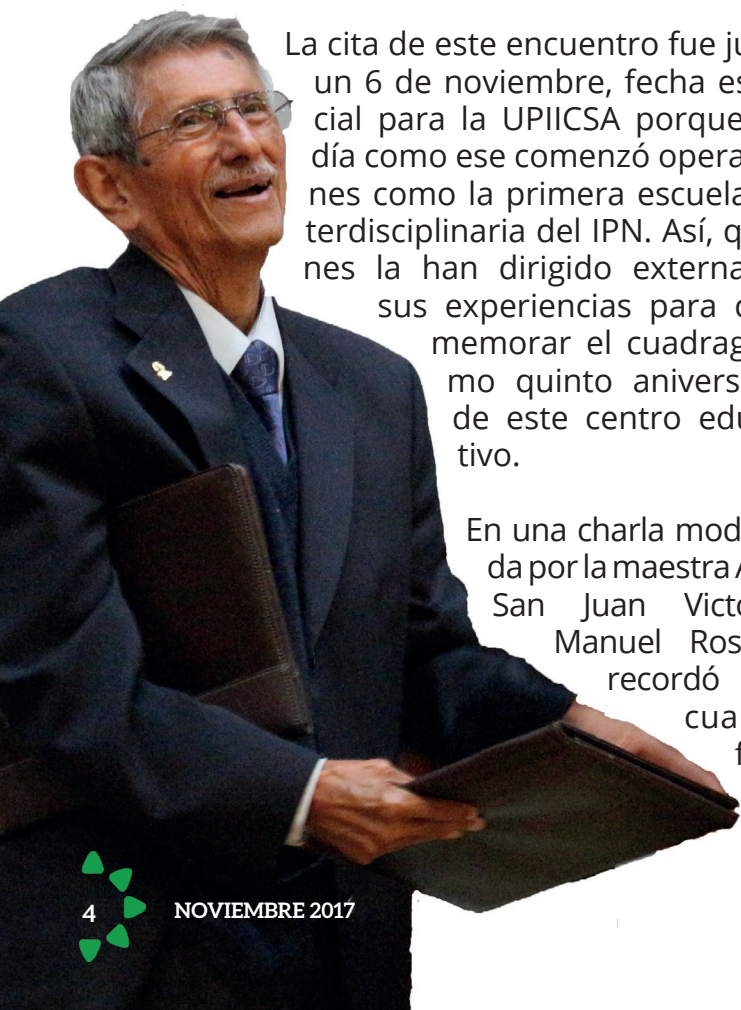 La cita de este encuentro fue ju
un 6 de noviembre, fecha es
cial para la UPIICSA porque
día como ese comenzó opera
nes como la primera escuela
terdisciplinaria del IPN. Así, q
nes la han dirigido externa
sus experiencias para c
memorar el cuadrag
mo quinto anivers
de este centro edu
tivo.
En una charla mod
da por la maestra A
San Juan Victo
Manuel Ros
recordó
cua
f
4 NOVIEMBRE 2017